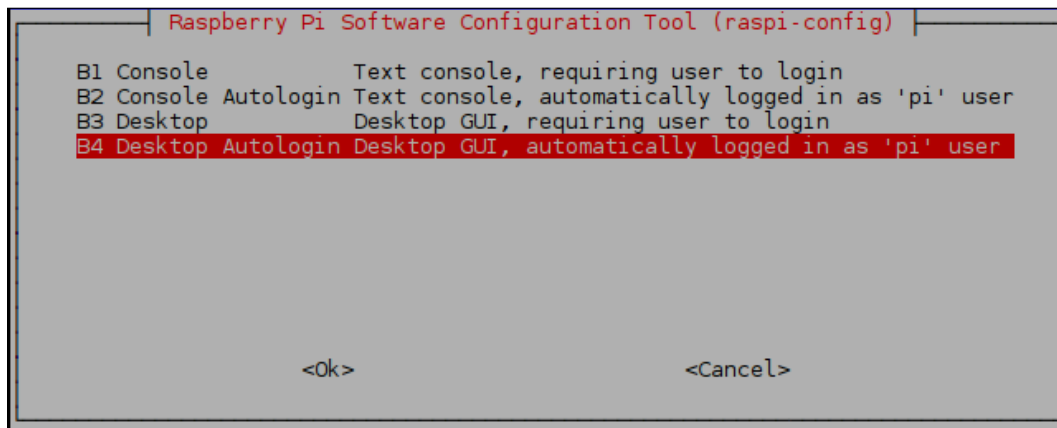 Raspberry Pi Software Configuration Tool (raspi-config)
B1 Console Text console, requiring user to login
B2 Console Autologin Text console, automatically logged in as 'pi' user
B3 Desktop Desktop GUI, requiring user to login
B4 Desktop Autologin Desktop GUI, automatically logged in as 'pi' user
<Ok> <Cancel>